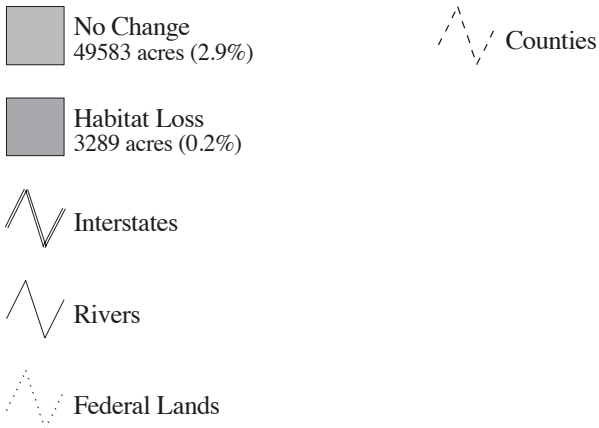 No Change
49583 acres (2.9%)
Habitat Loss
3289 acres (0.2%)
Interstates
Rivers
Federal Lands
Counties